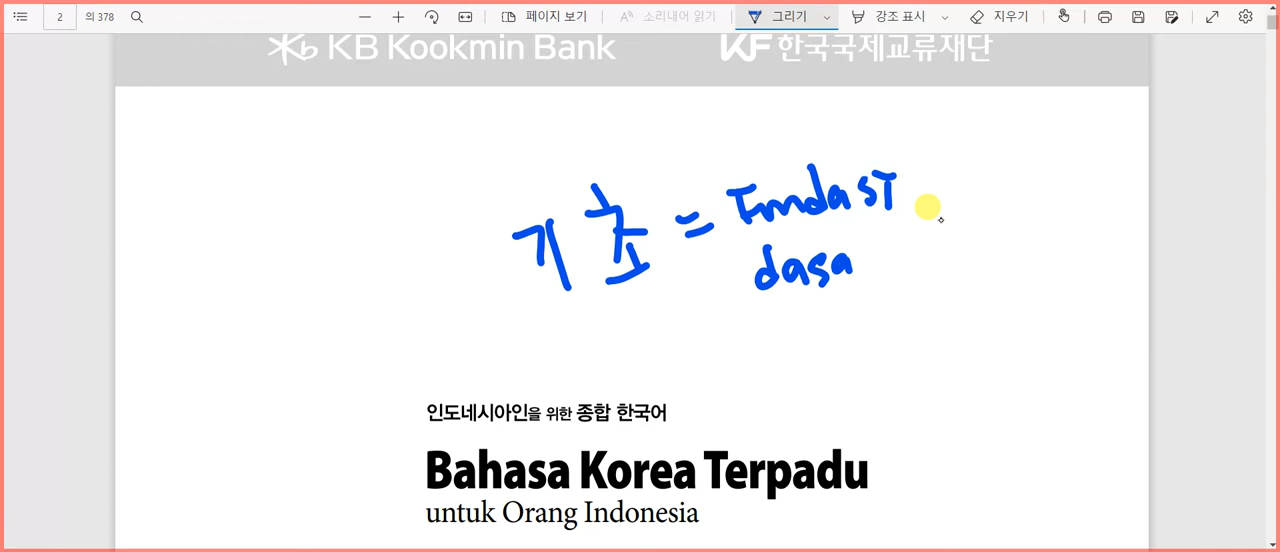 2 의 378 페이지 보기 소리내어 읽기 그리기 강조 표시 지우기
KB Kookmin Bank KF 한국국제교류재단
기초 = Fmdasi
dasa
인도네시아인을 위한 종합 한국어
Bahasa Korea Terpadu
untuk Orang Indonesia